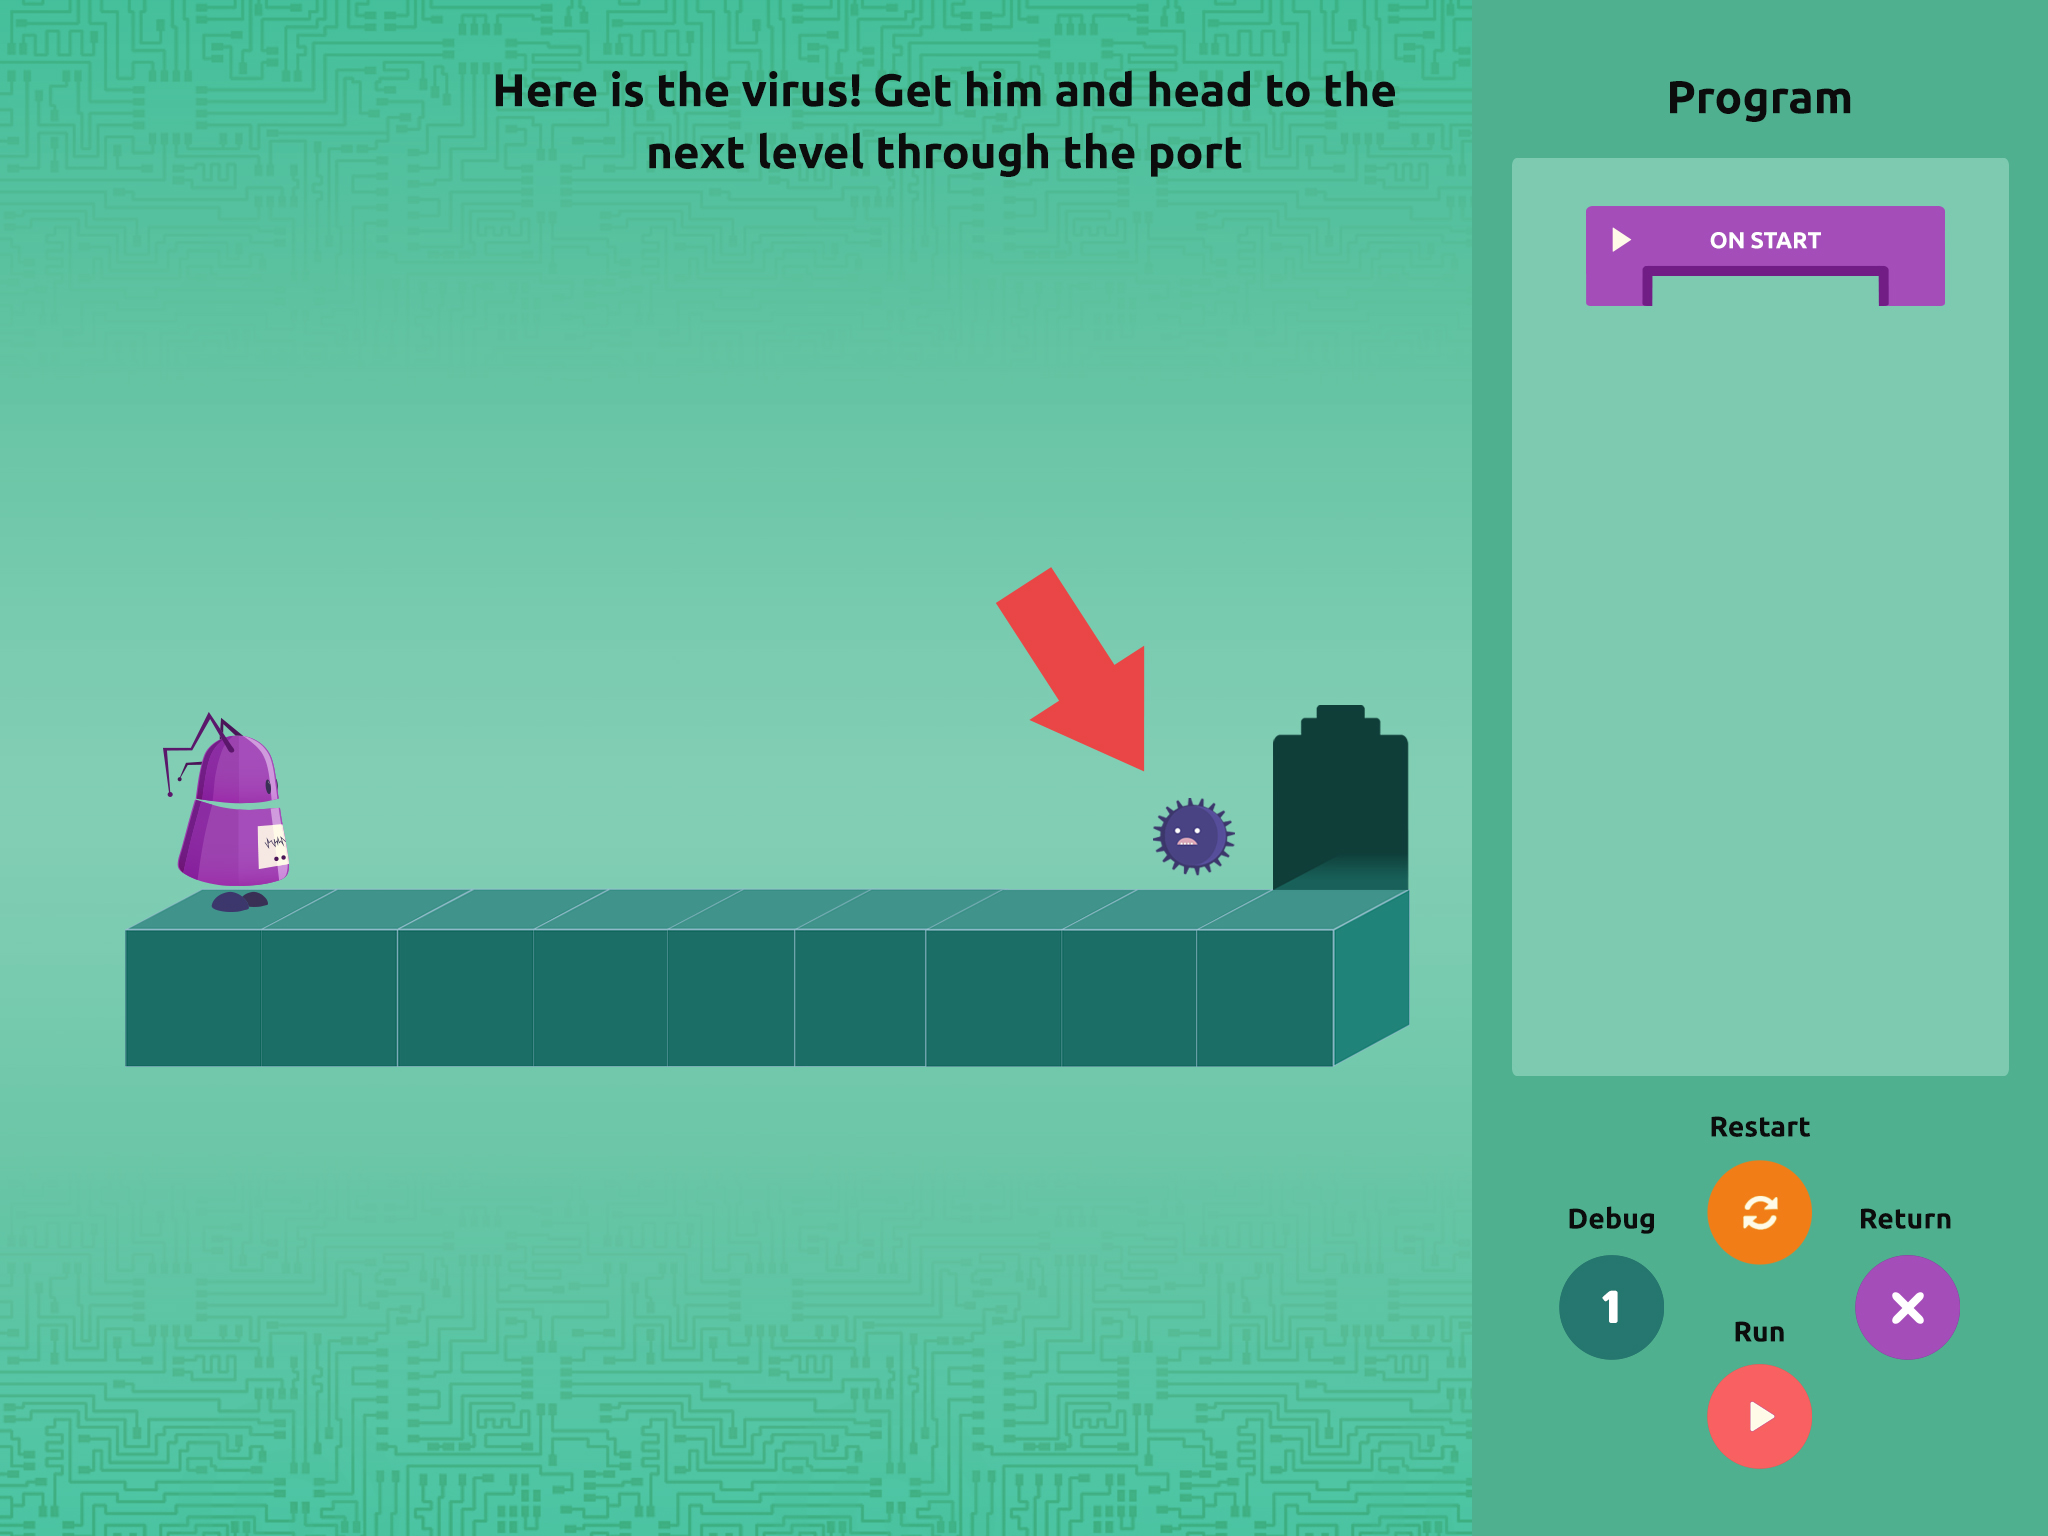 Here is the virus! Get him and head to the
next level through the port
Program
ON START
Restart
Debug
Return
1
Run